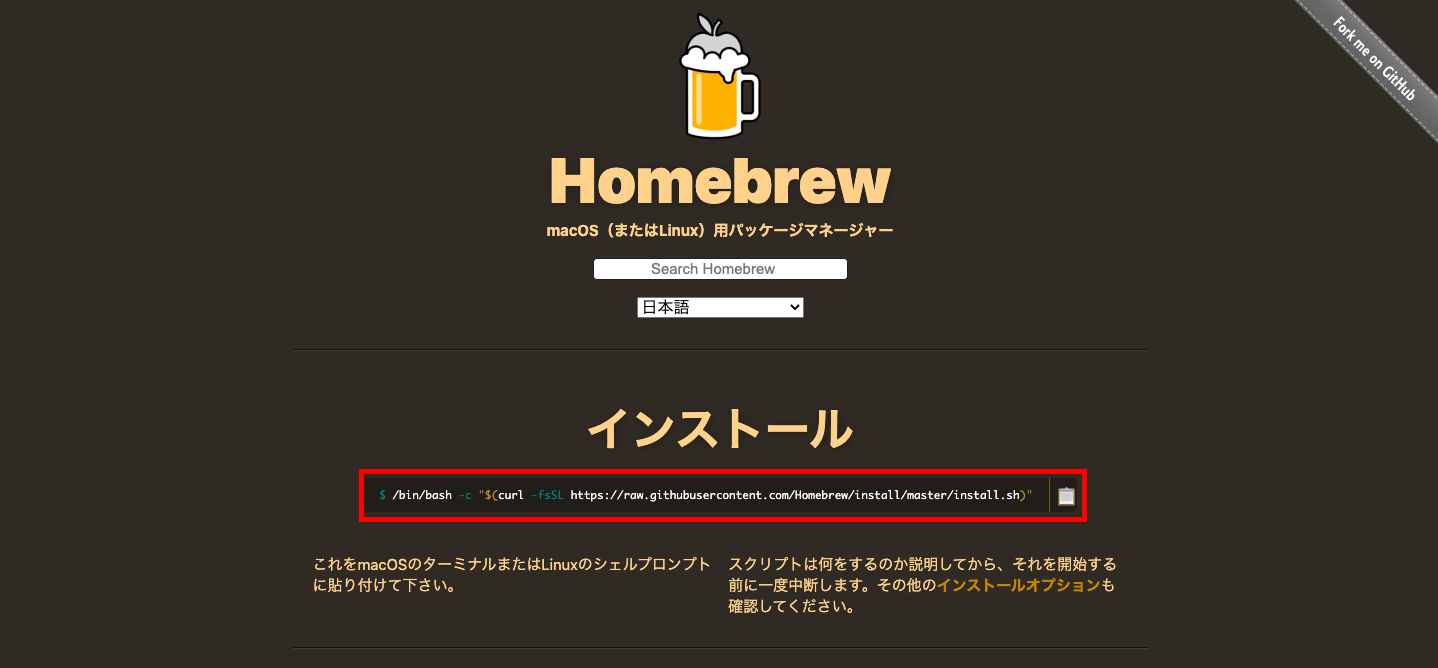 Fork me on GitHub
Homebrew
macOS（またはLinux）用パッケージマネージャー
Search Homebrew
日本語
インストール
$ /bin/bash -c "$(curl -fsSL https://raw.githubusercontent.com/Homebrew/install/master/install.sh)"
これをmacOSのターミナルまたはLinuxのシェルプロンプト
に貼り付けて下さい。
スクリプトは何をするのか説明してから、それを開始する
前に一度中断します。その他のインストールオプションも
確認してください。